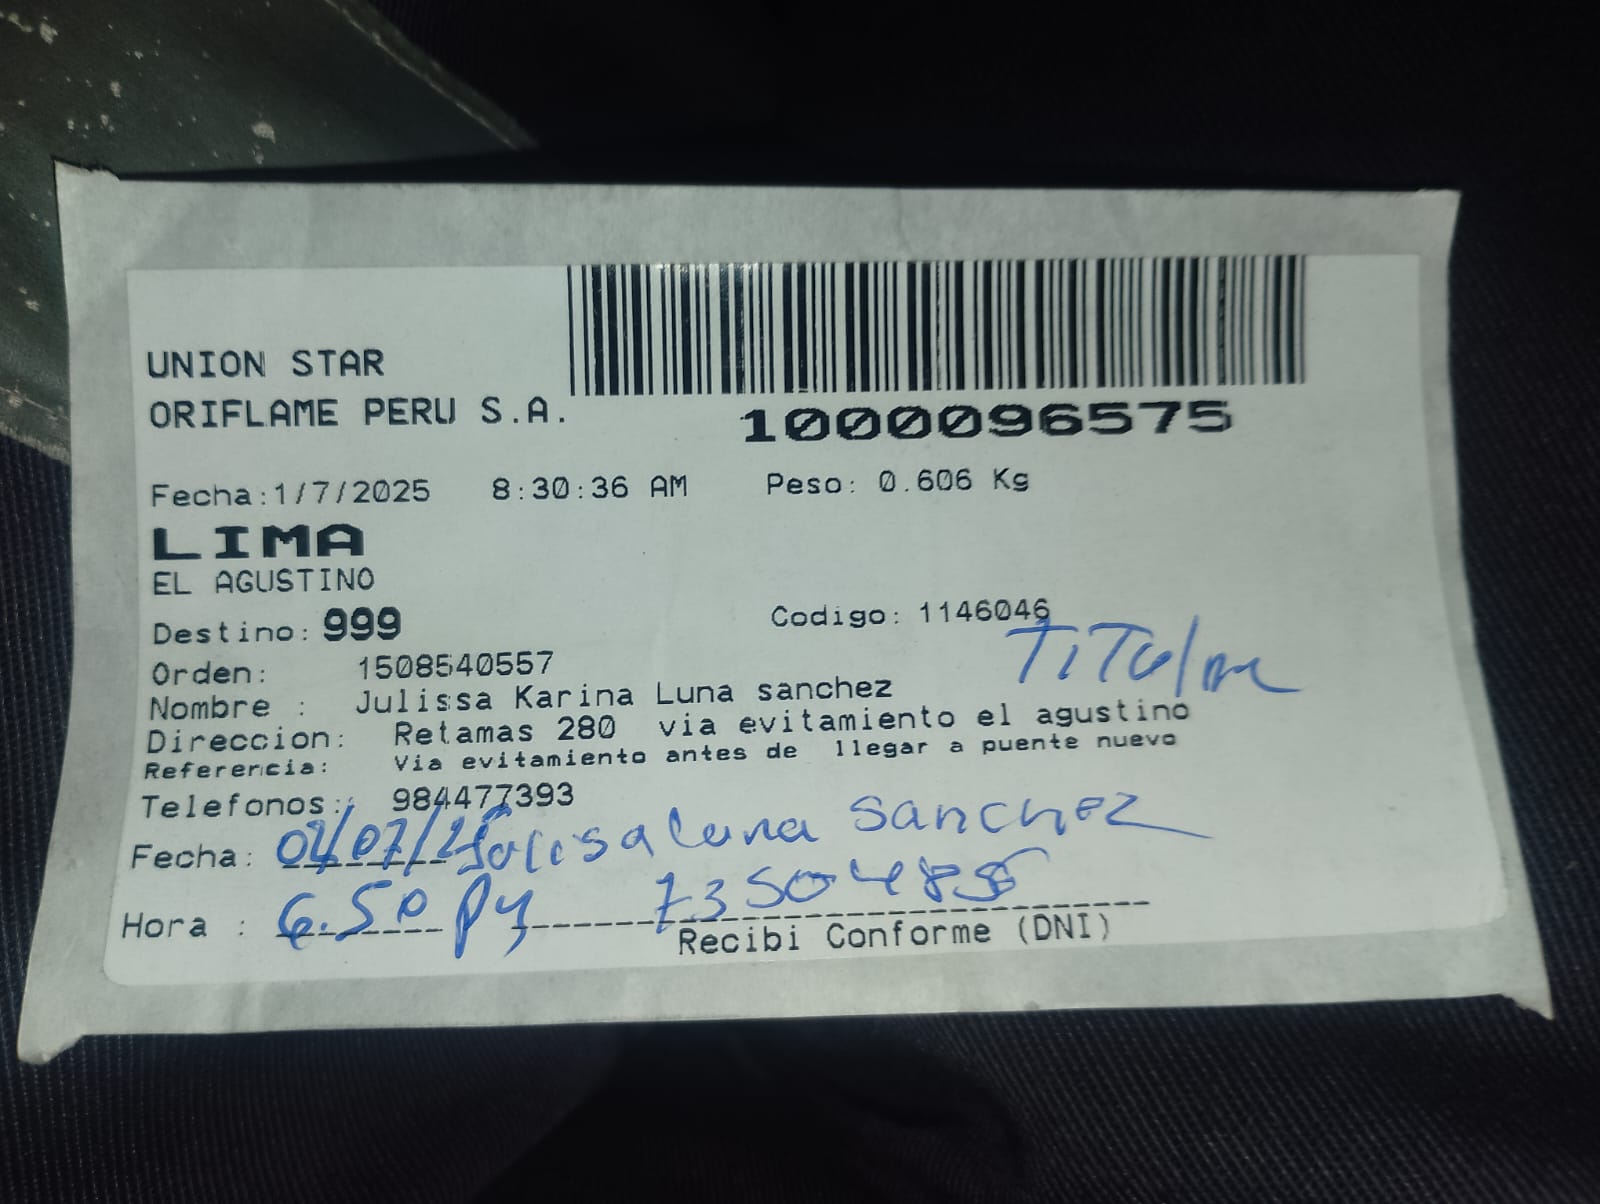 UNION STAR
ORIFLAME PERU S.A.
1000096575
Fecha:1/7/2025 8:30:36 AM Peso: 0.606 Kg
LIMA
EL AGUSTINO
Destino: 999 Codigo: 1146046
TITular
Orden: 1508540557
Nombre : Julissa Karina Luna sanchez
Direccion: Retamas 280 via evitamiento el agustino
Referencia: Via evitamiento antes de llegar a puente nuevo
Telefonos: 984477393
Fecha: luna sanchez
Hora : 6.50
Recibi Conforme (DNI)